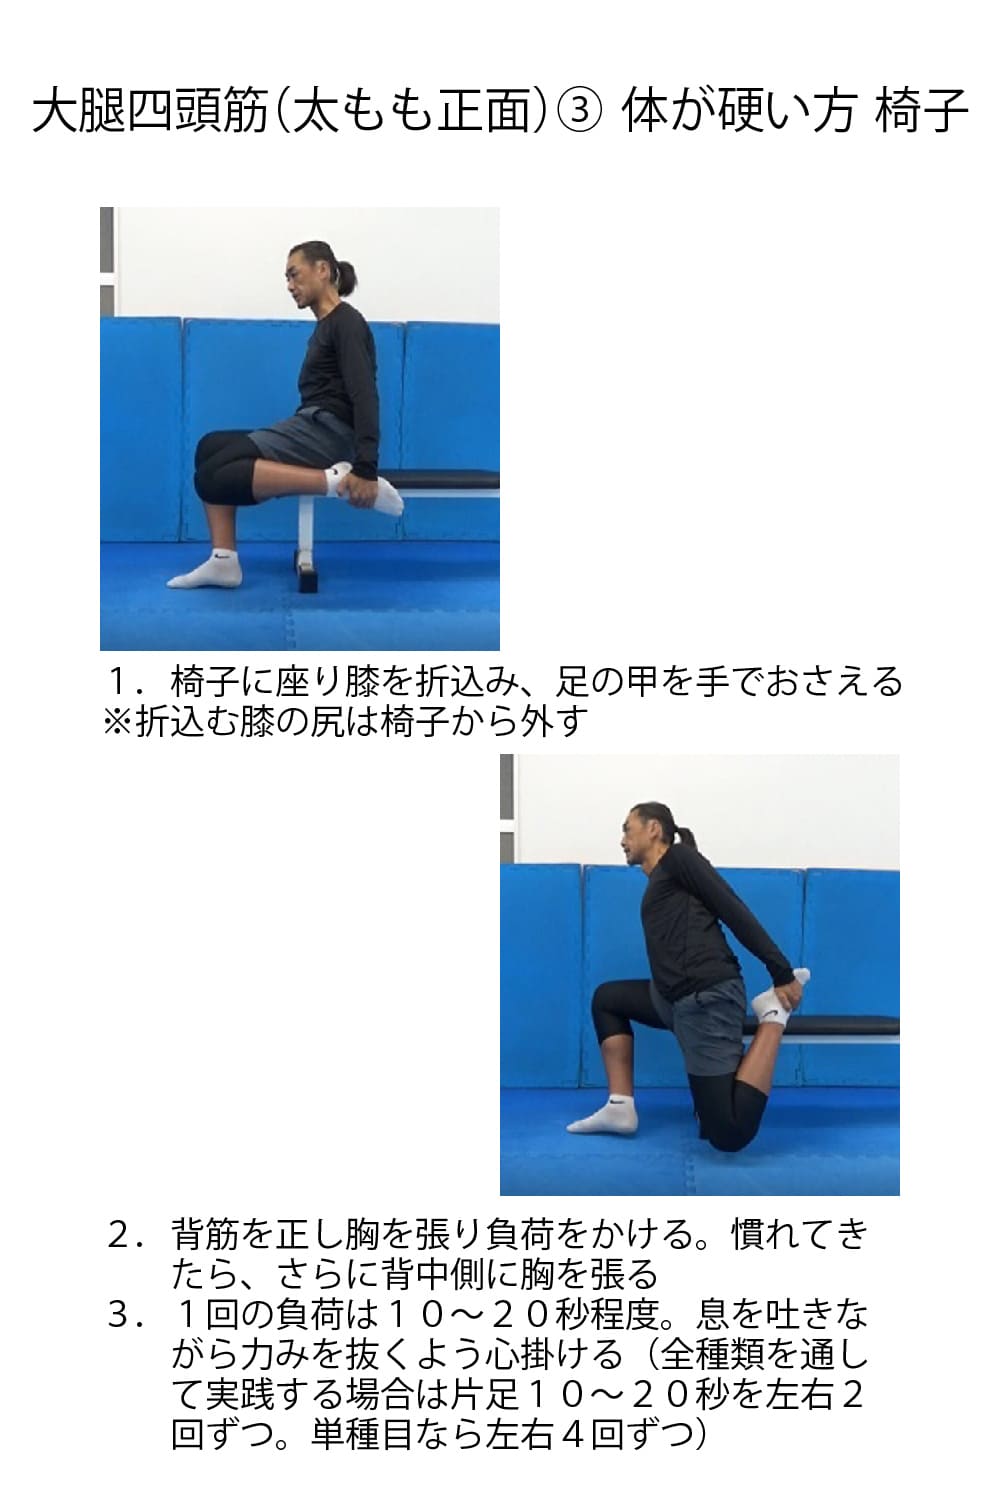 大腿四頭筋（太もも正面）③ 体が硬い方 椅子
１．椅子に座り膝を折込み、足の甲を手でおさえる
※折込む膝の尻は椅子から外す
２．背筋を正し胸を張り負荷をかける。慣れてき
たら、さらに背中側に胸を張る
３．１回の負荷は１０～２０秒程度。息を吐きな
がら力みを抜くよう心掛ける（全種類を通し
て実践する場合は片足１０～２０秒を左右２
回ずつ。単種目なら左右４回ずつ）